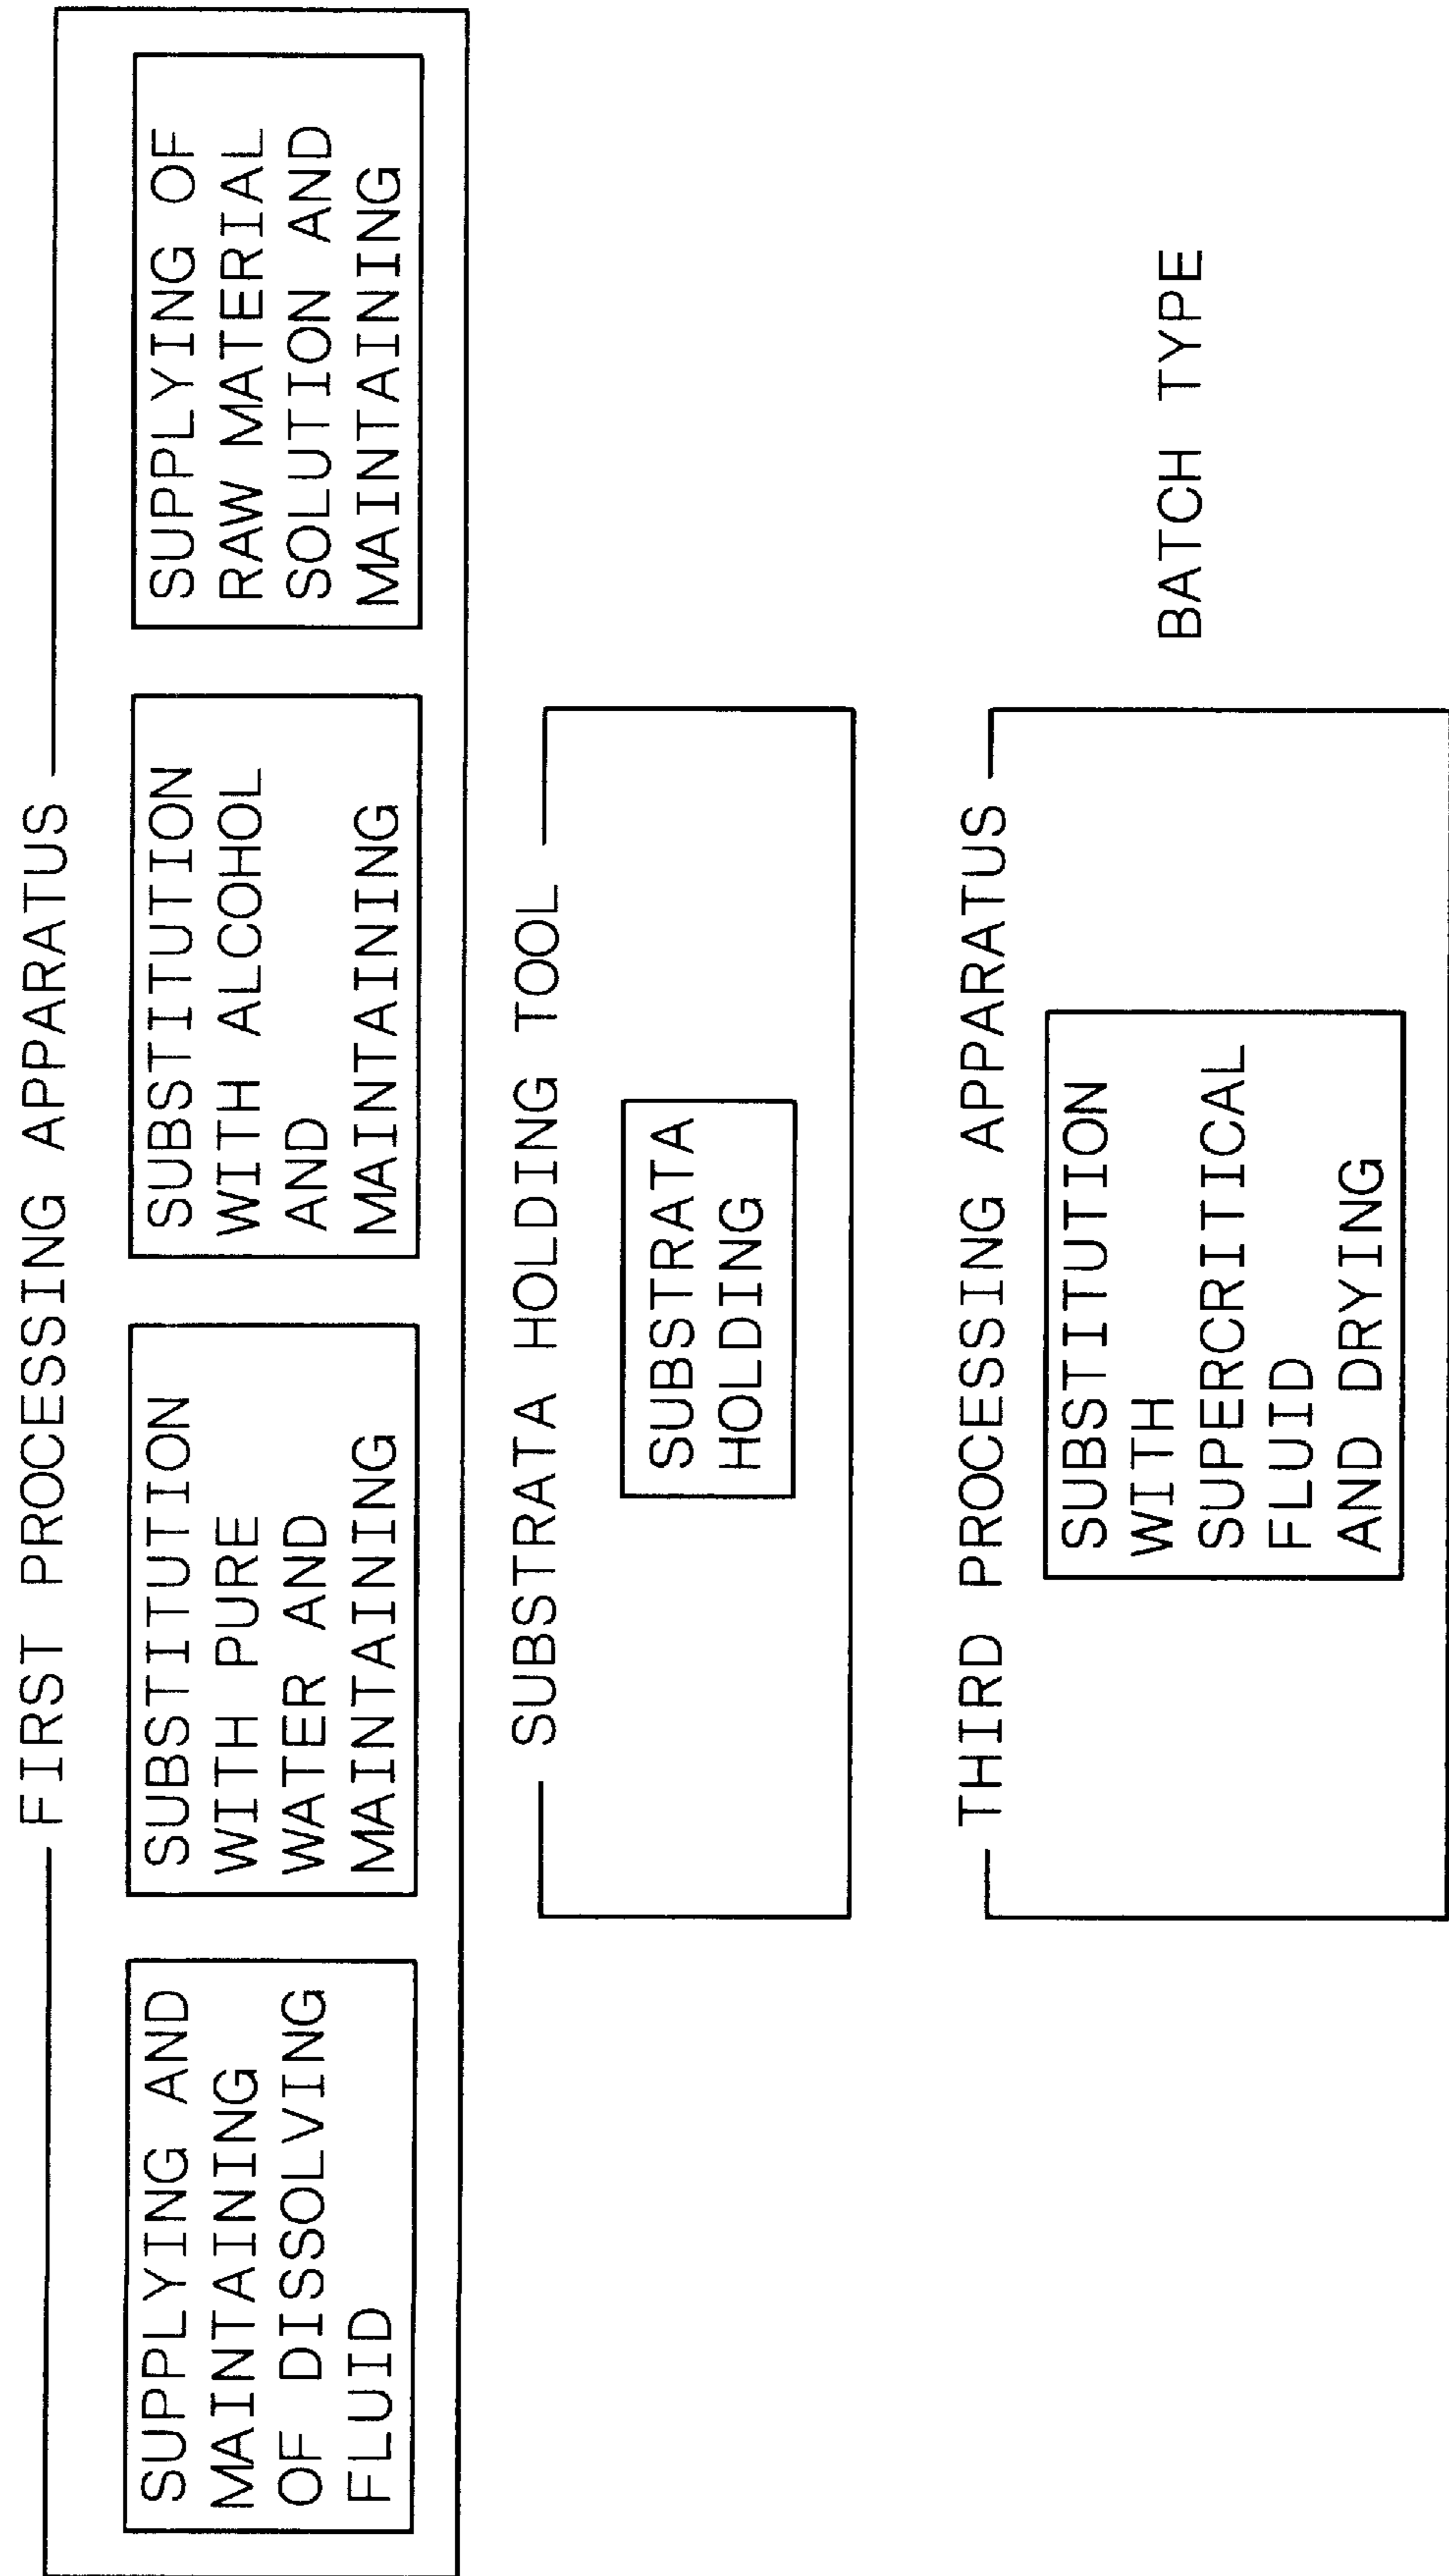 FIRST PROCESSING APPARATUS
SUPPLYING AND
MAINTAINING
OF DISSOLVING
FLUID
SUBSTITUTION
WITH PURE
WATER AND
MAINTAINING
SUBSTITUTION
WITH ALCOHOL
AND
MAINTAINING
SUPPLYING OF
RAW MATERIAL
SOLUTION AND
MAINTAINING
SUBSTRATA HOLDING TOOL
SUBSTRATA
HOLDING
THIRD PROCESSING APPARATUS
SUBSTITUTION
WITH
SUPERCRITICAL
FLUID
AND DRYING
BATCH TYPE